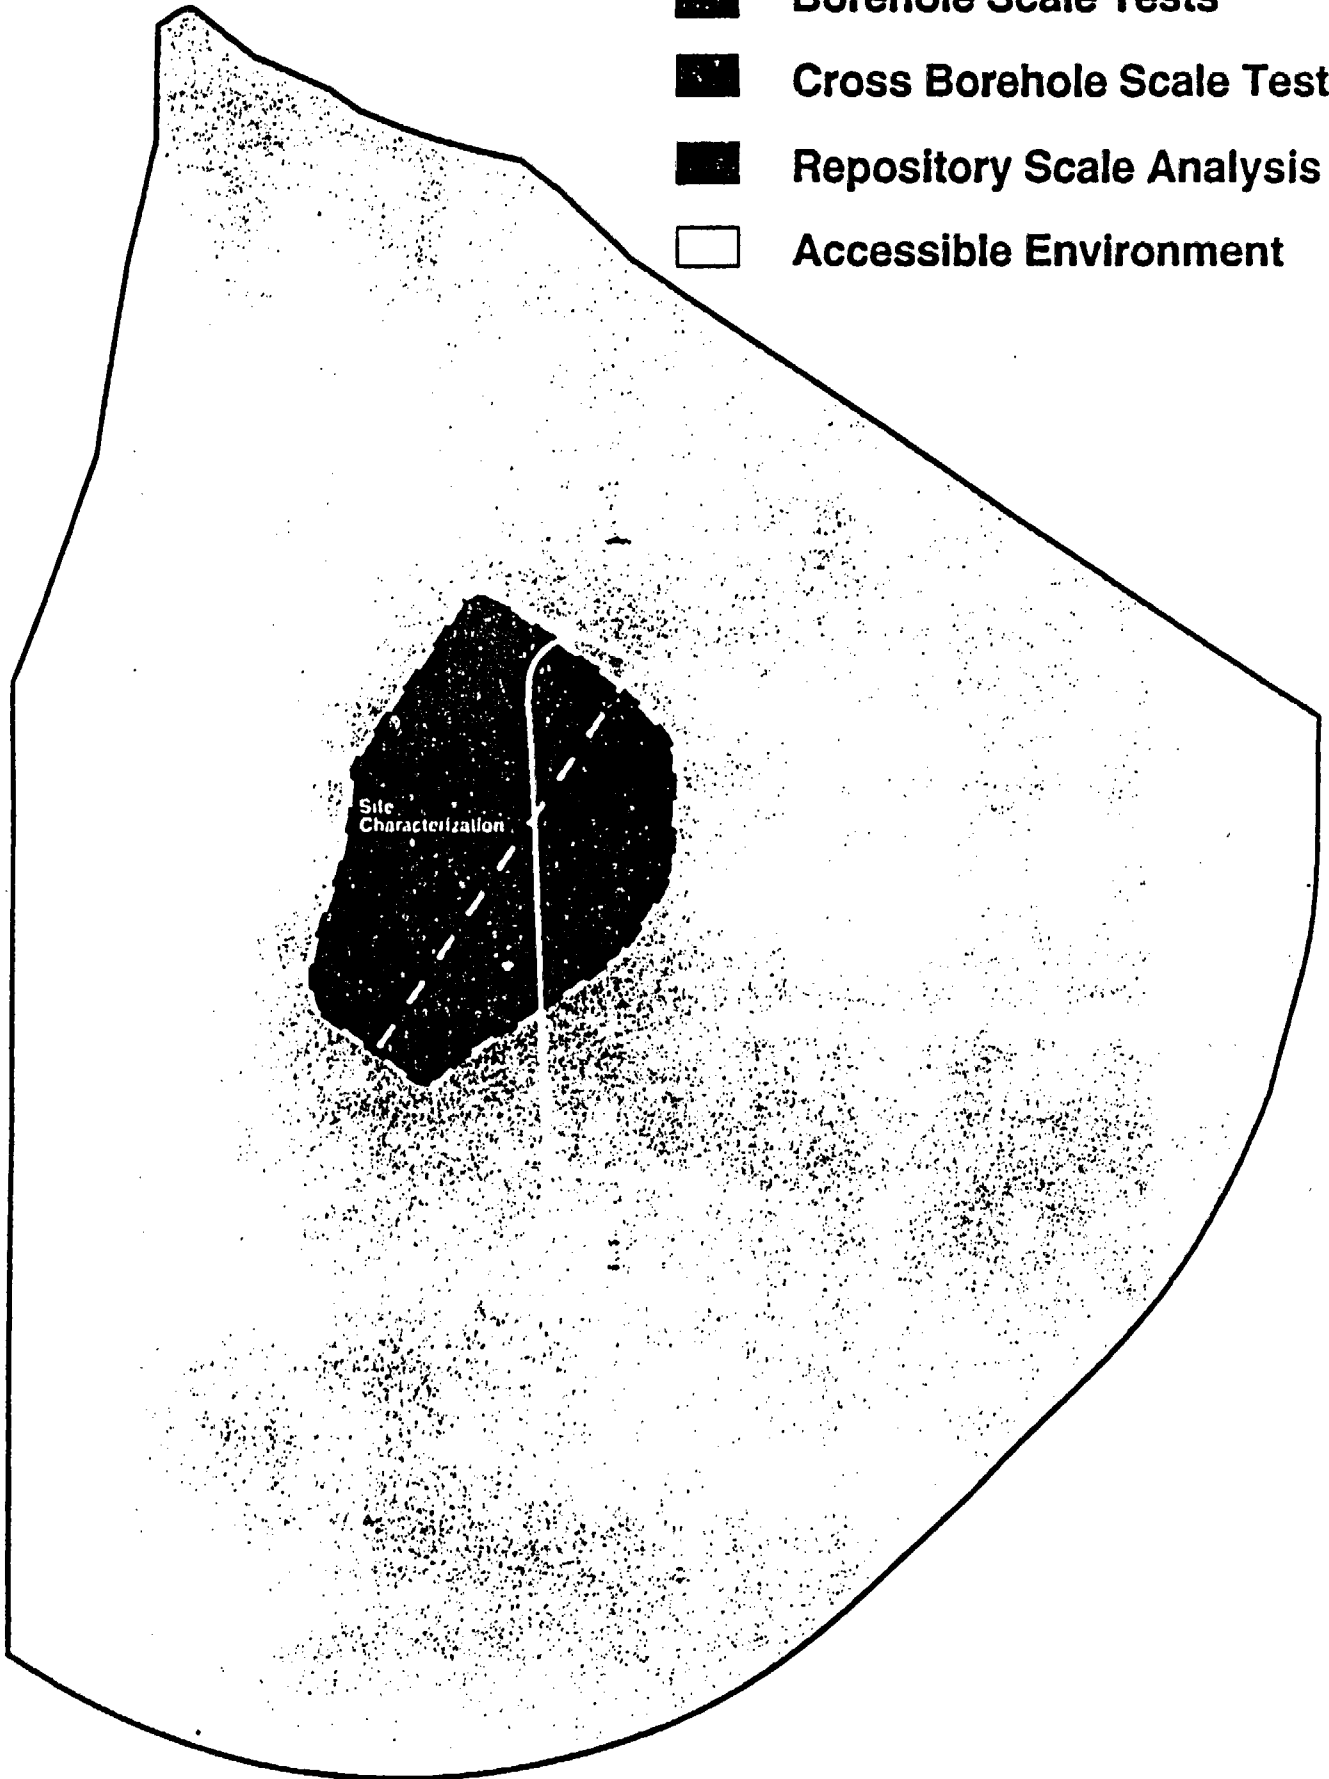 Borehole Scale Tests
Cross Borehole Scale Test
Repository Scale Analysis
Accessible Environment
Site
Characterization